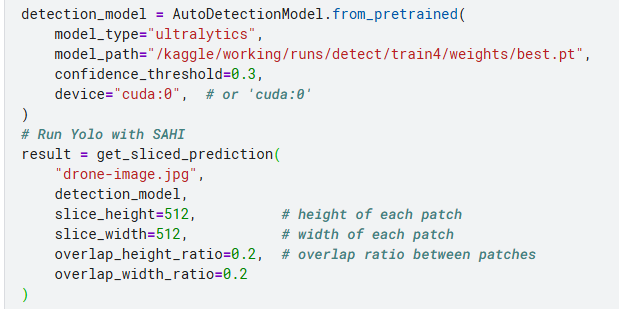 detection_model = AutoDetectionModel.from_pretrained(
    model_type="ultralytics",
    model_path="/kaggle/working/runs/detect/train4/weights/best.pt",
    confidence_threshold=0.3,
    device="cuda:0",  # or 'cuda:0'
)
# Run Yolo with SAHI
result = get_sliced_prediction(
    "drone-image.jpg",
    detection_model,
    slice_height=512,          # height of each patch
    slice_width=512,           # width of each patch
    overlap_height_ratio=0.2,  # overlap ratio between patches
    overlap_width_ratio=0.2
)